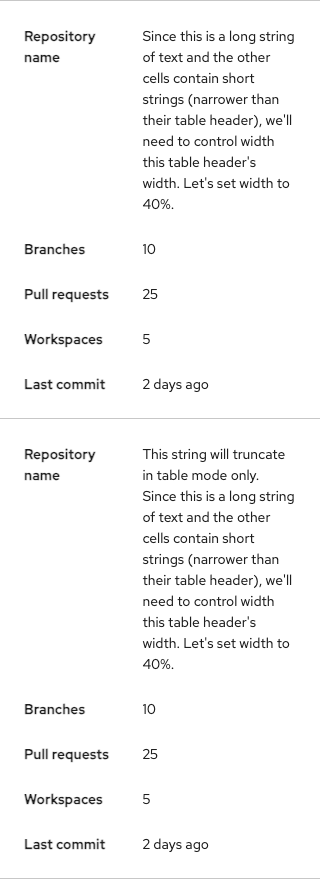 Repository name
Since this is a long string
of text and the other
cells contain short
strings (narrower than
their table header), we'll
need to control width
this table header's
width. Let's set width to
40%.
Branches 10
Pull requests 25
Workspaces 5
Last commit 2 days ago
Repository name
This string will truncate
in table mode only.
Since this is a long string
of text and the other
cells contain short
strings (narrower than
their table header), we'll
need to control width
this table header's
width. Let's set width to
40%.
Branches 10
Pull requests 25
Workspaces 5
Last commit 2 days ago